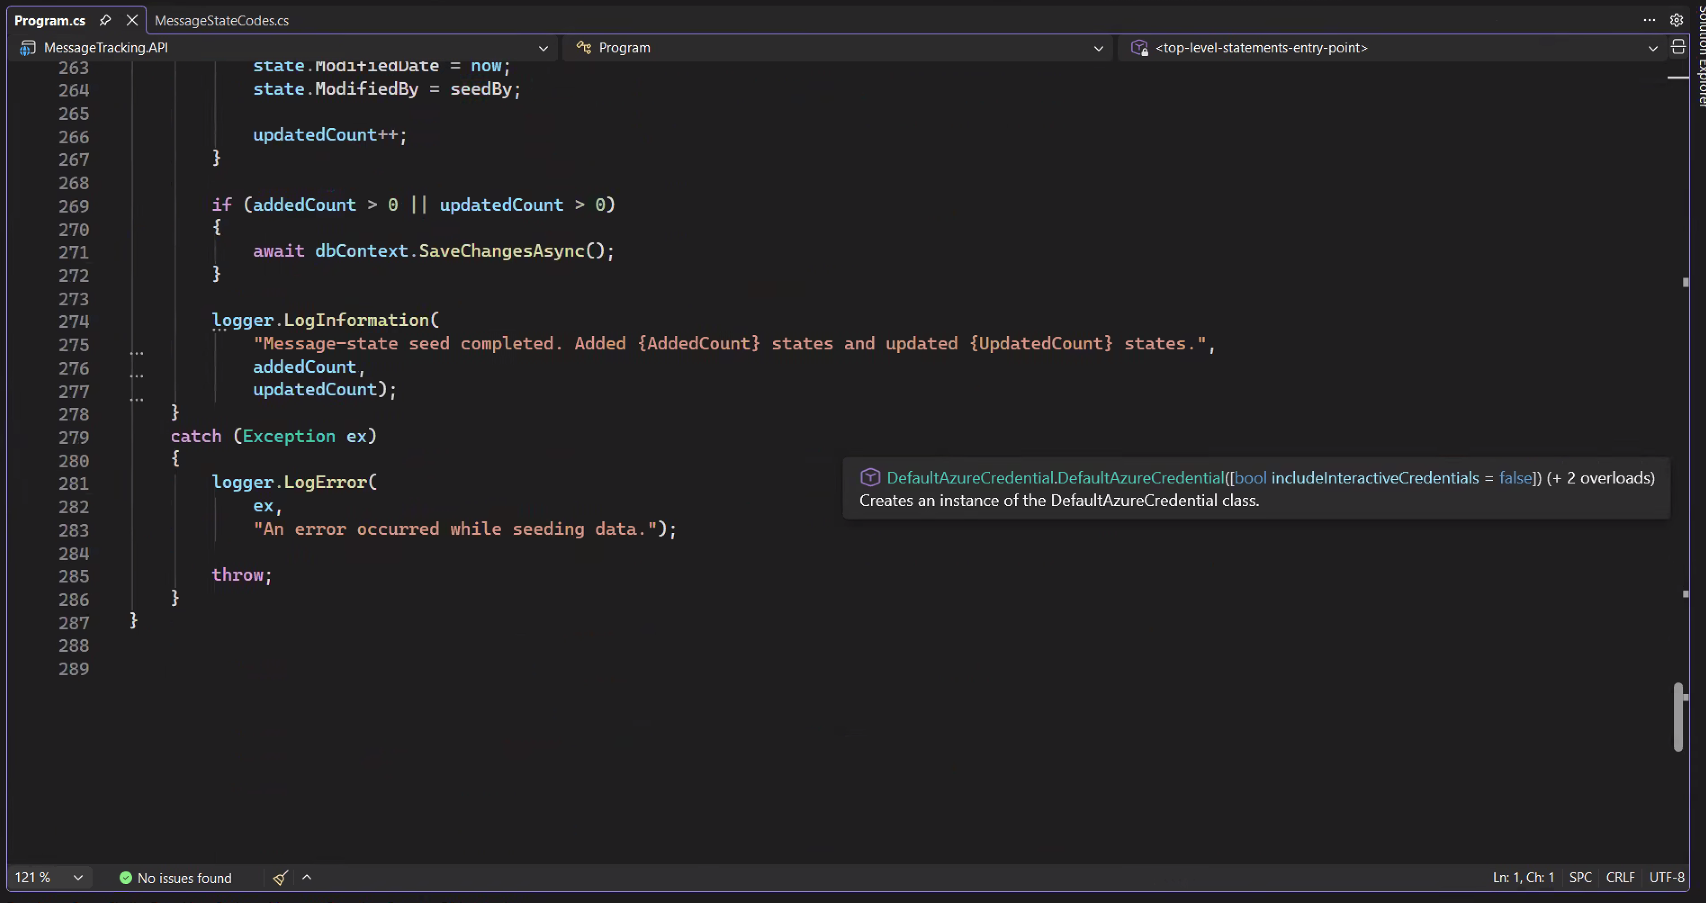 Program.cs
MessageStateCodes.cs
MessageTracking.API
Program
<top-level-statements-entry-point>
Solution Explorer
263 state.ModifiedDate = now;
264 state.ModifiedBy = seedBy;
265
266 updatedCount++;
267 }
268
269 if (addedCount > 0 || updatedCount > 0)
270 {
271 await dbContext.SaveChangesAsync();
272 }
273
274 logger.LogInformation(
275 "Message-state seed completed. Added {AddedCount} states and updated {UpdatedCount} states.",
276 addedCount,
277 updatedCount);
278 }
279 catch (Exception ex)
280 {
281 logger.LogError(
282 ex,
283 "An error occurred while seeding data.");
284
285 throw;
286 }
287 }
288
289
DefaultAzureCredential.DefaultAzureCredential([bool includeInteractiveCredentials = false]) (+ 2 overloads)
Creates an instance of the DefaultAzureCredential class.
121 %
No issues found
Ln: 1, Ch: 1
SPC
CRLF
UTF-8